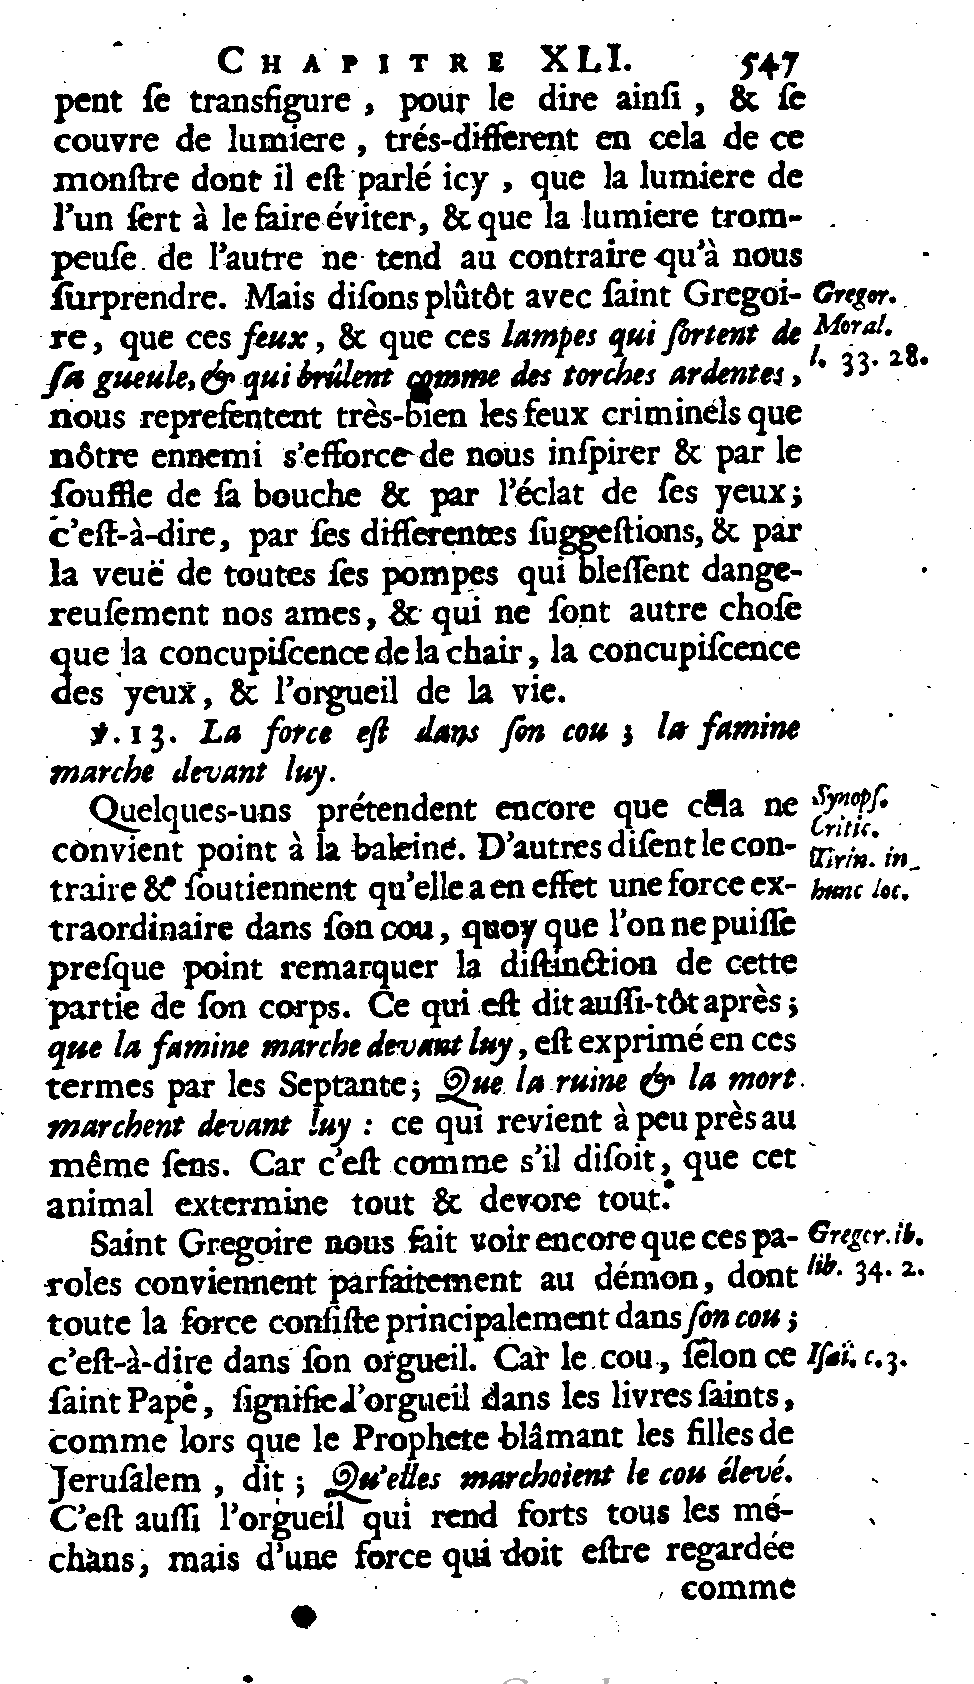 CHAPITRE XLI. 547
pent ſe transfigure, pour le dire ainſi, & ſe
couvre de lumiere, trés-different en cela de ce
monſtre dont il eſt parlé icy, que la lumiere de
l'un ſert à le faire éviter, & que la lumiere trom-
peuſe de l'autre ne tend au contraire qu'à nous
ſurprendre. Mais diſons plûtôt avec ſaint Gregoi-
re, que ces feux, & que ces lampes qui ſortent de
ſa gueule, & qui brûlent comme des torches ardentes,
nous repreſentent très-bien les feux criminels que
nôtre ennemi s'efforce de nous inſpirer & par le
ſouffle de ſa bouche & par l'éclat de ſes yeux;
c'eſt-à-dire, par ſes differentes ſuggeſtions, & par
la veuë de toutes ſes pompes qui bleſſent dange-
reuſement nos ames, & qui ne ſont autre choſe
que la concupiſcence de la chair, la concupiſcence
des yeux, & l'orgueil de la vie.
℣. 13. La force eſt dans ſon cou; la famine
marche devant luy.
Quelques-uns prétendent encore que cela ne
convient point à la baleine. D'autres diſent le con-
traire & ſoutiennent qu'elle a en effet une force ex-
traordinaire dans ſon cou, quoy que l'on ne puiſſe
preſque point remarquer la diſtinction de cette
partie de ſon corps. Ce qui eſt dit auſſi-tôt après;
que la famine marche devant luy, eſt exprimé en ces
termes par les Septante; Que la ruine & la mort
marchent devant luy: ce qui revient à peu près au
même ſens. Car c'eſt comme s'il diſoit, que cet
animal extermine tout & devore tout.
Saint Gregoire nous fait voir encore que ces pa-
roles conviennent parfaitement au démon, dont
toute la force conſiſte principalement dans ſon cou;
c'eſt-à-dire dans ſon orgueil. Car le cou, ſelon ce
ſaint Pape, ſignifie l'orgueil dans les livres ſaints,
comme lors que le Prophete blâmant les filles de
Jeruſalem, dit; Qu'elles marchoient le cou élevé.
C'eſt auſſi l'orgueil qui rend forts tous les mé-
chans, mais d'une force qui doit eſtre regardée
comme
Gregor.
Moral.
l. 33. 28.
Synopſ.
Critic.
Tirin. in
hunc loc.
Gregor. ib.
lib. 34. 2.
Iſai. c. 3.